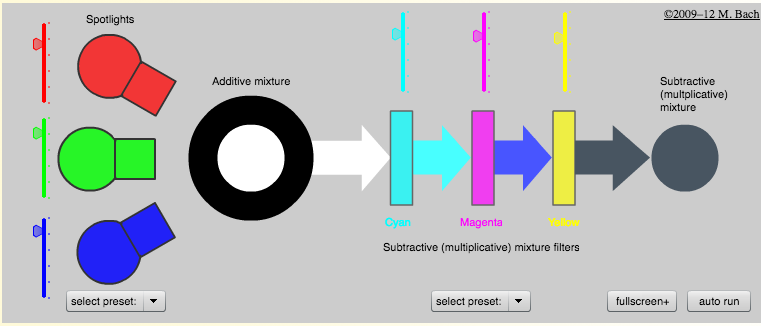 ©2009–12 M. Bach
Spotlights
Additive mixture
Subtractive
(multplicative)
mixture
Cyan
Magenta
Yellow
Subtractive (multiplicative) mixture filters
select preset:
select preset:
fullscreen+
auto run